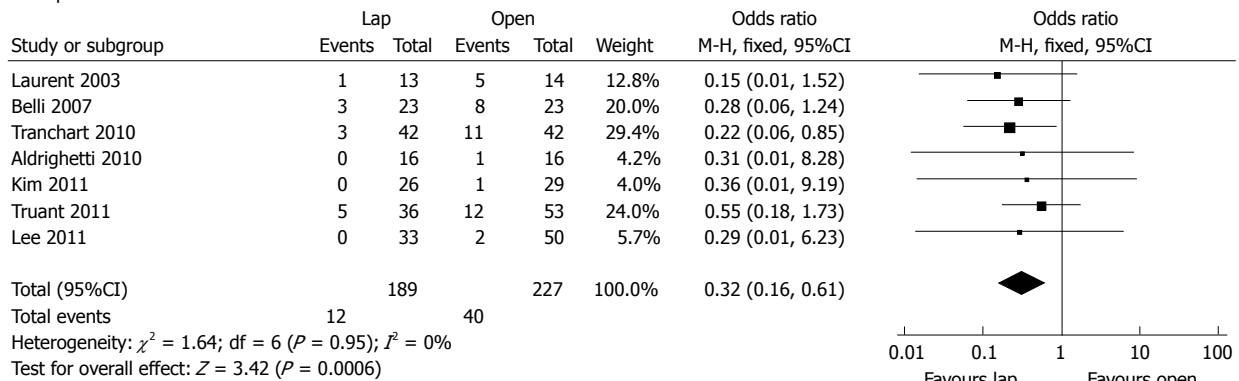 Lap Open Odds ratio Odds ratio
Study or subgroup Events Total Events Total Weight M-H, fixed, 95%CI M-H, fixed, 95%CI
Laurent 2003 1 13 5 14 12.8% 0.15 (0.01, 1.52)
Belli 2007 3 23 8 23 20.0% 0.28 (0.06, 1.24)
Tranchart 2010 3 42 11 42 29.4% 0.22 (0.06, 0.85)
Aldrighetti 2010 0 16 1 16 4.2% 0.31 (0.01, 8.28)
Kim 2011 0 26 1 29 4.0% 0.36 (0.01, 9.19)
Truant 2011 5 36 12 53 24.0% 0.55 (0.18, 1.73)
Lee 2011 0 33 2 50 5.7% 0.29 (0.01, 6.23)
Total (95%CI) 189 227 100.0% 0.32 (0.16, 0.61)
Total events 12 40
Heterogeneity: χ² = 1.64; df = 6 (P = 0.95); I² = 0%
Test for overall effect: Z = 3.42 (P = 0.0006)
0.01 0.1 1 10 100
Favours lap Favours open